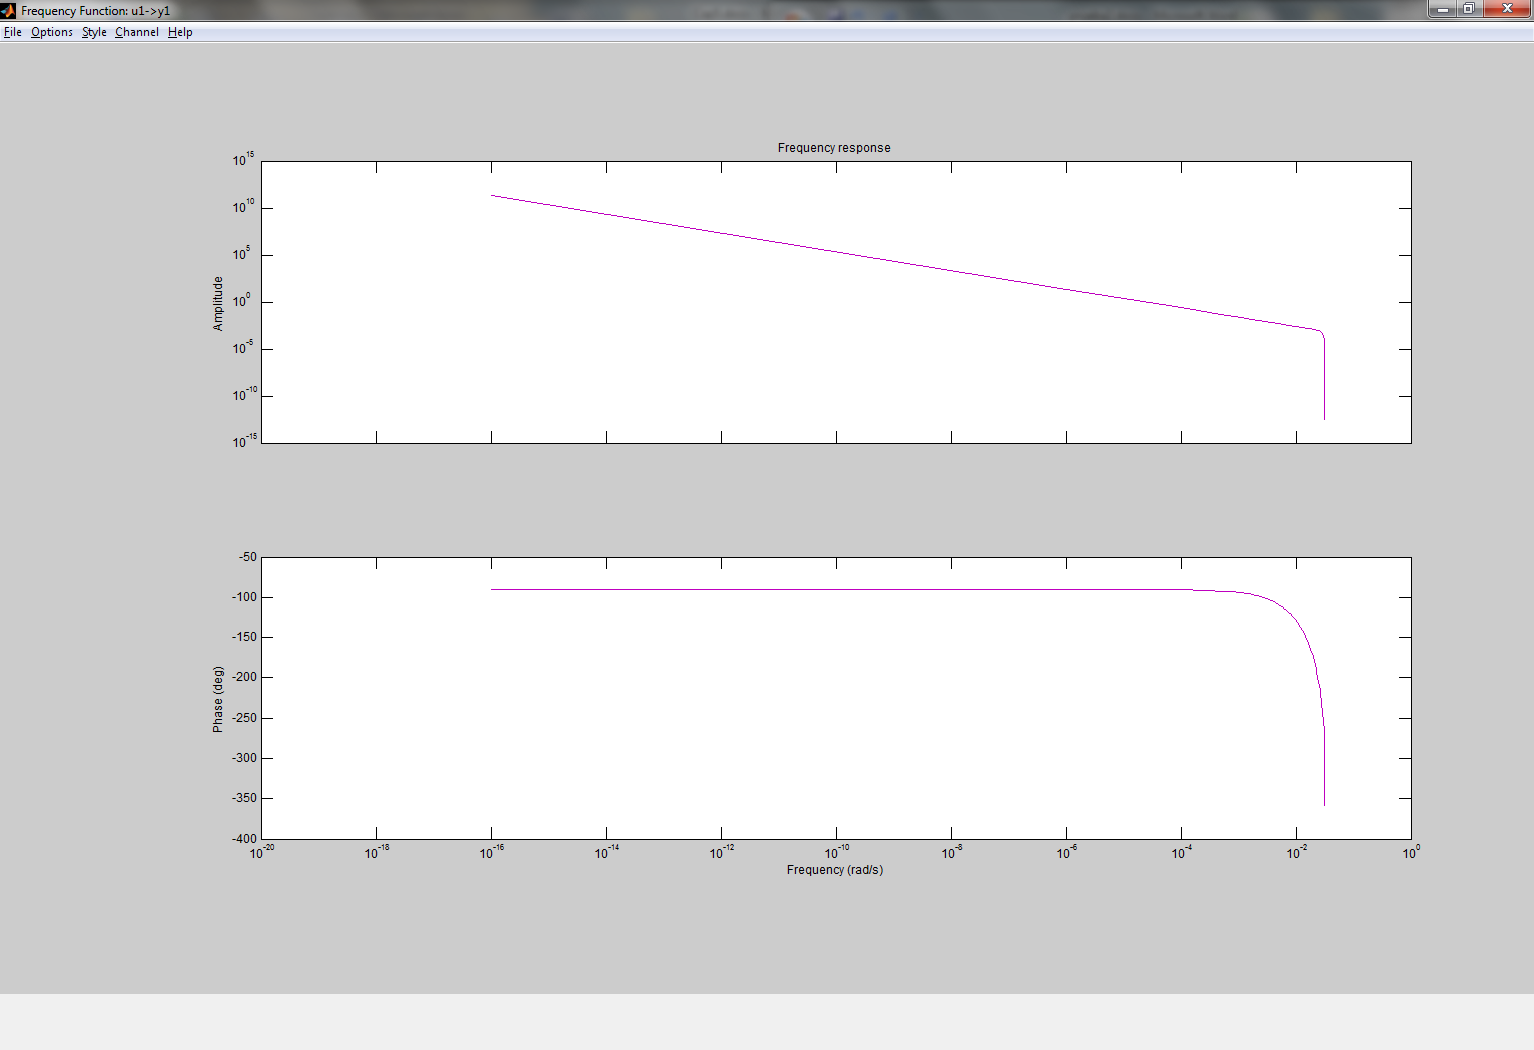 Frequency Function: u1->y1
File Options Style Channel Help
Frequency response
10^15
10^10
10^5
10^0
10^-5
10^-10
10^-15
Amplitude
-50
-100
-150
-200
-250
-300
-350
-400
Phase (deg)
10^-20 10^-18 10^-16 10^-14 10^-12 10^-10 10^-8 10^-6 10^-4 10^-2 10^0
Frequency (rad/s)